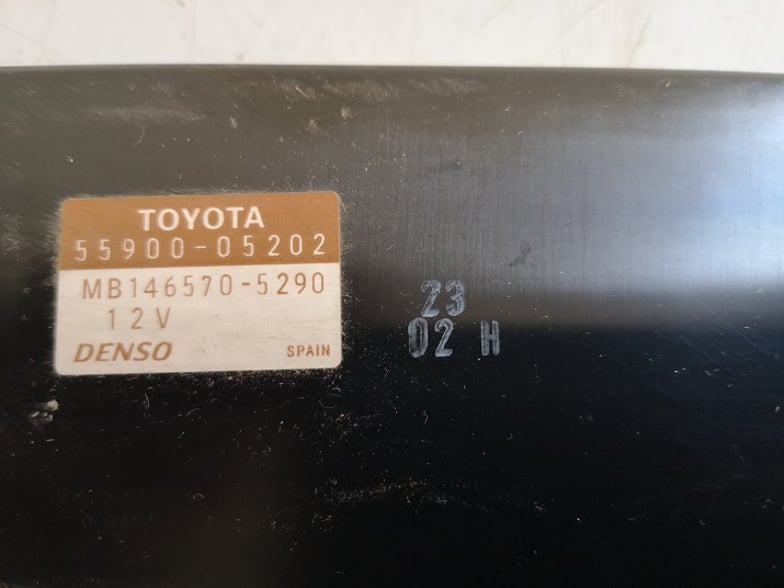 TOYOTA
55900-05202
MB146570-5290
12V
DENSO SPAIN
23
02 H